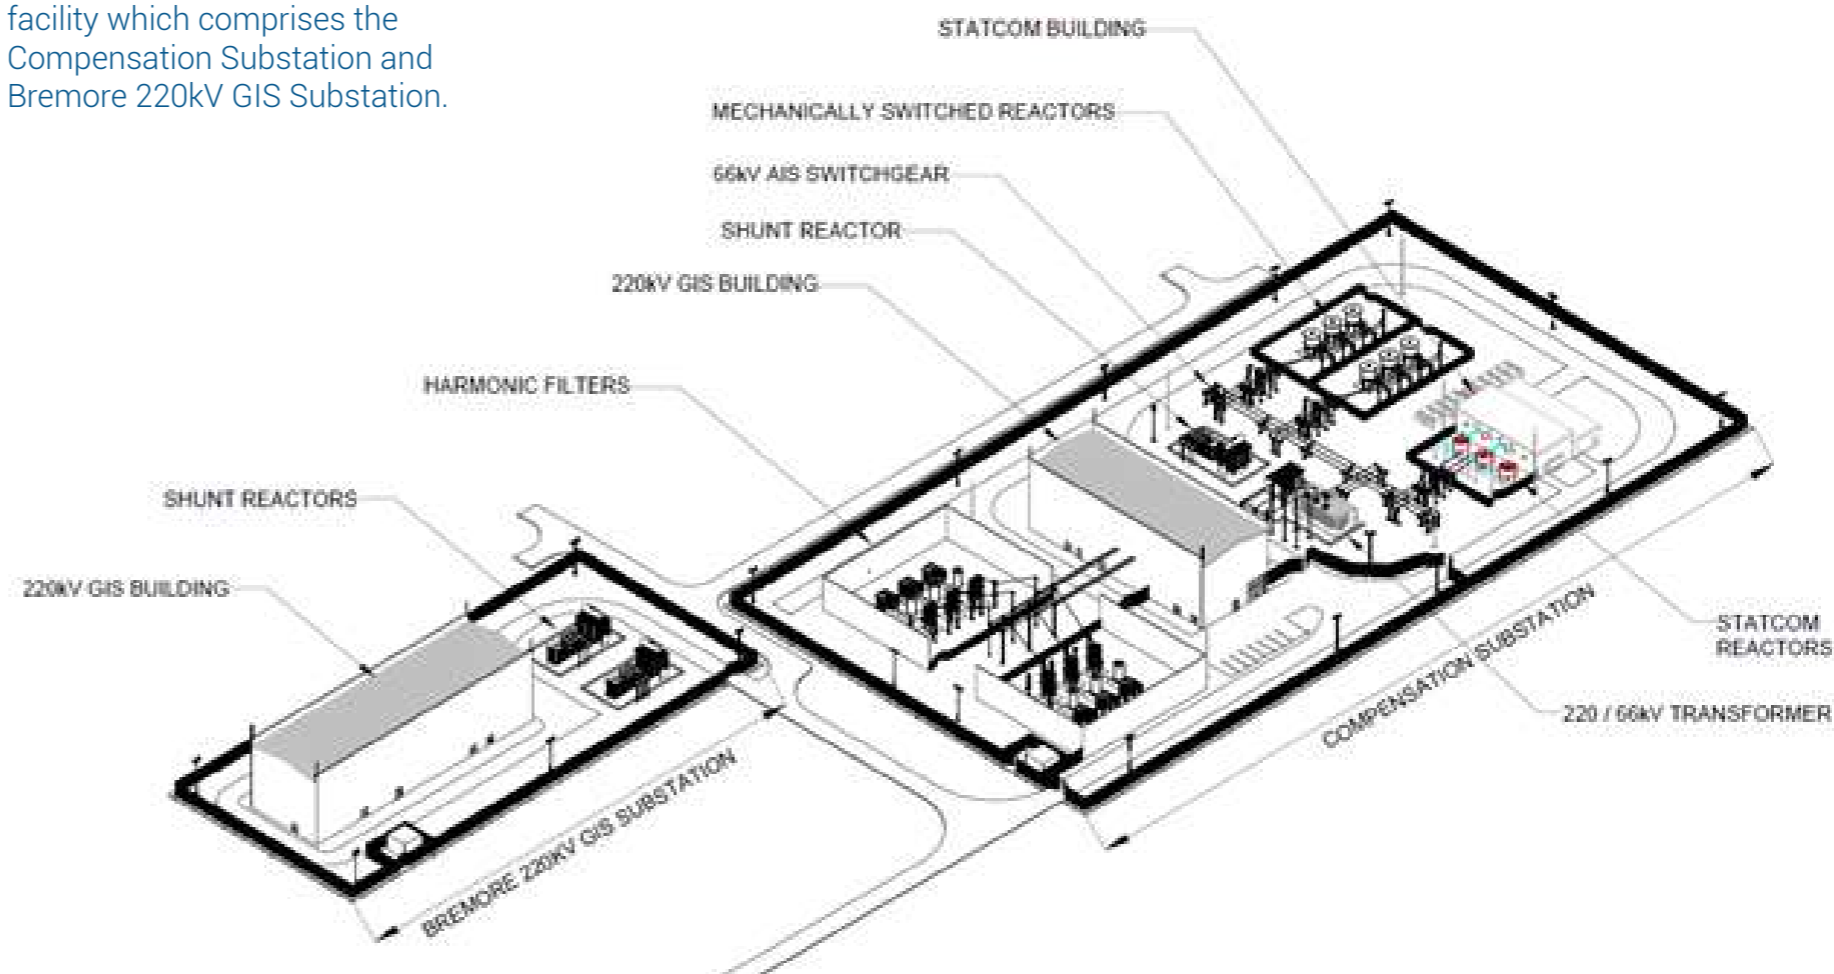 facility which comprises the
Compensation Substation and
Bremore 220kV GIS Substation.
STATCOM BUILDING
MECHANICALLY SWITCHED REACTORS
66kV AIS SWITCHGEAR
SHUNT REACTOR
220kV GIS BUILDING
HARMONIC FILTERS
SHUNT REACTORS
220kV GIS BUILDING
STATCOM
REACTORS
220 / 66kV TRANSFORMER
COMPENSATION SUBSTATION
BREMORE 220KV GIS SUBSTATION